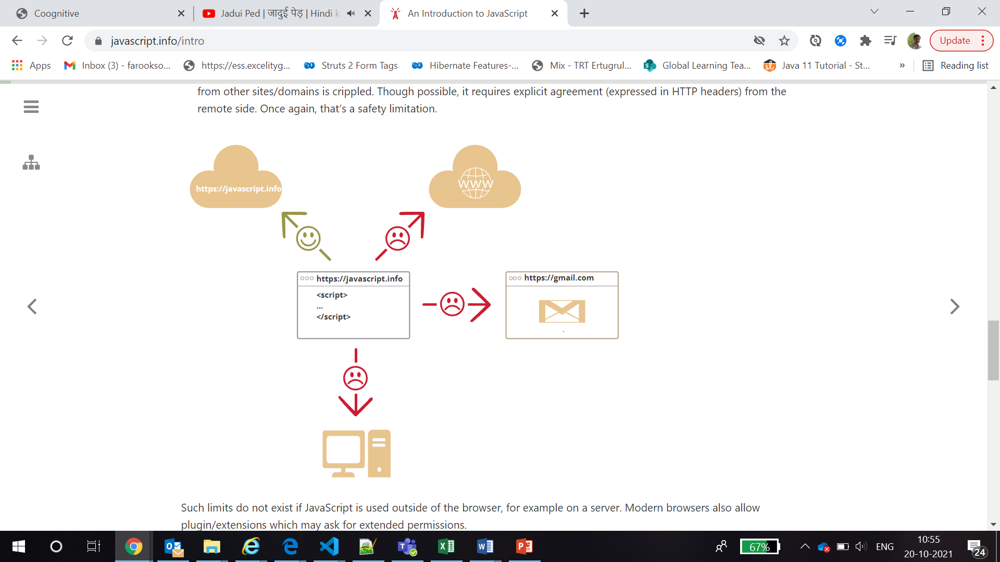 Coognitive
Jadui Ped | जादुई पेड़ | Hindi k
An Introduction to JavaScript
javascript.info/intro
Update
Apps
Inbox (3) - farookso...
https://ess.excelityg...
Struts 2 Form Tags
Hibernate Features-...
Mix - TRT Ertugrul...
Global Learning Tea...
Java 11 Tutorial - St...
»
Reading list
from other sites/domains is crippled. Though possible, it requires explicit agreement (expressed in HTTP headers) from the
remote side. Once again, that’s a safety limitation.
https://javascript.info
WWW
https://javascript.info
<script>
...
</script>
https://gmail.com
`
Such limits do not exist if JavaScript is used outside of the browser, for example on a server. Modern browsers also allow
plugin/extensions which may ask for extended permissions.
67%
ENG
10:55
20-10-2021
24